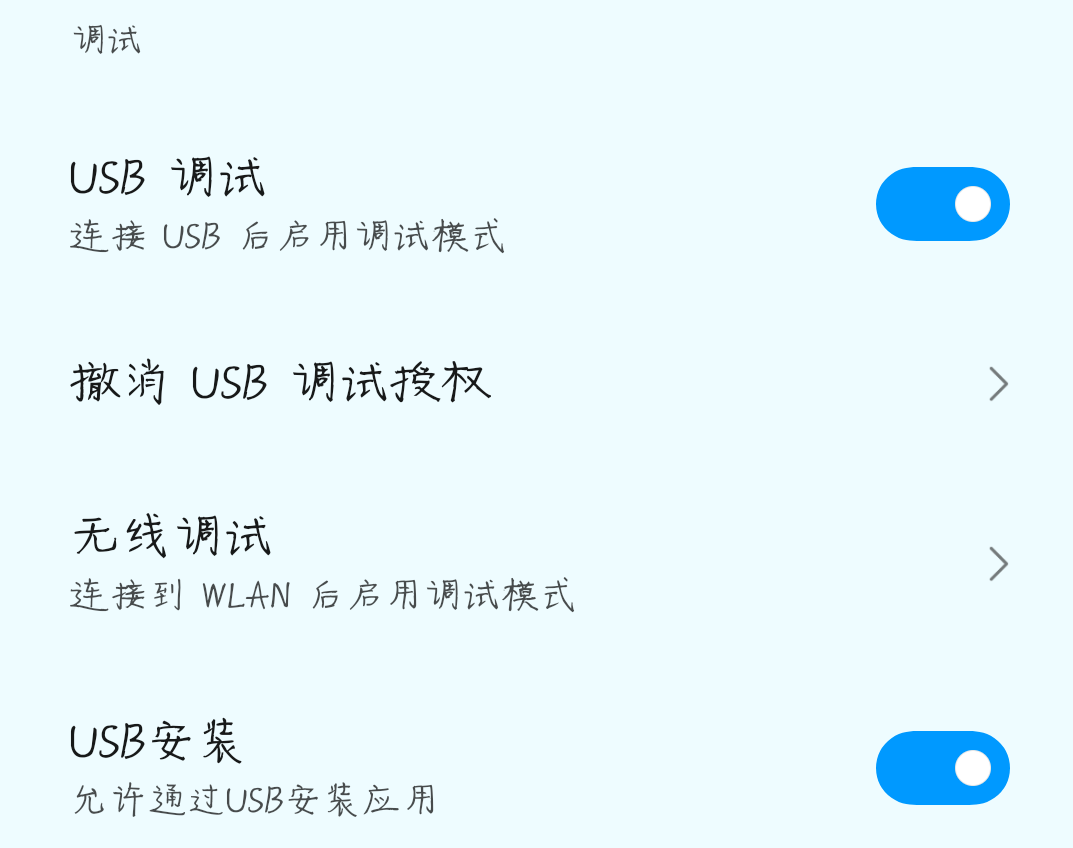 调试
USB 调试
连接 USB 后启用调试模式
撤消 USB 调试授权
无线调试
连接到 WLAN 后启用调试模式
USB安装
允许通过USB安装应用